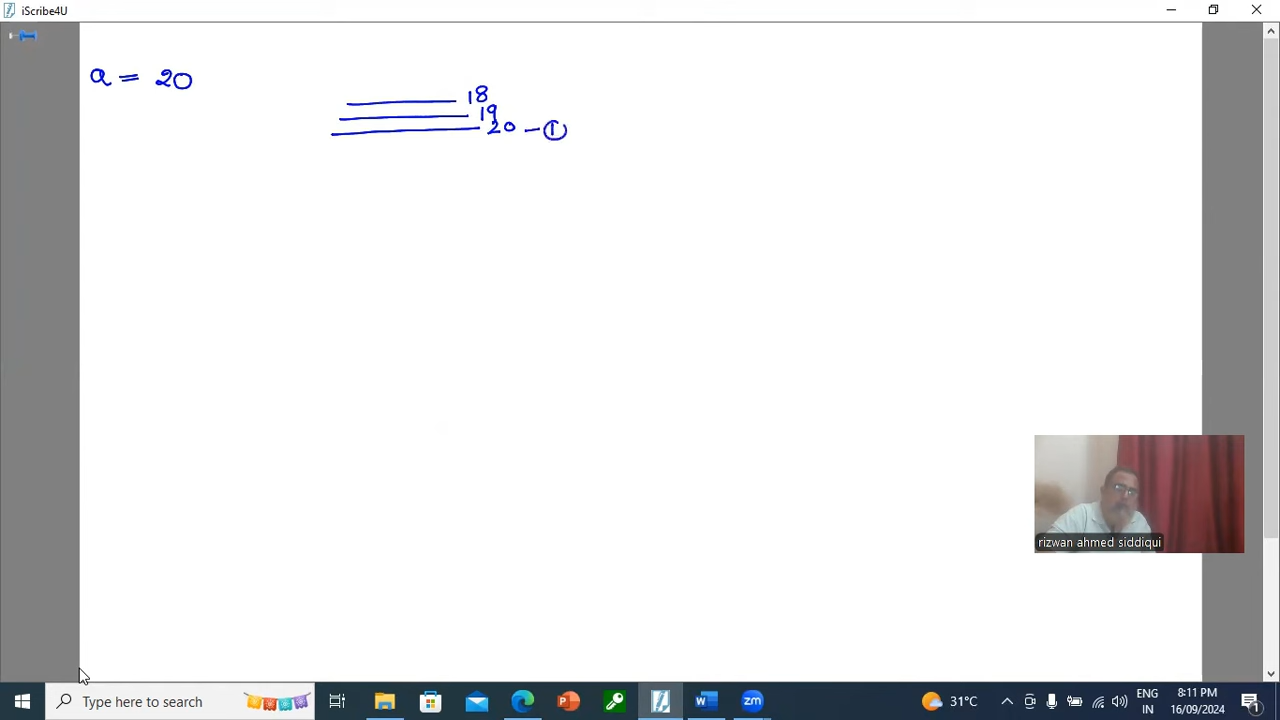 iScribe4U
a = 20
18
19
20 - ①
rizwan ahmed siddiqui
Type here to search
31°C
ENG
IN
8:11 PM
16/09/2024
1